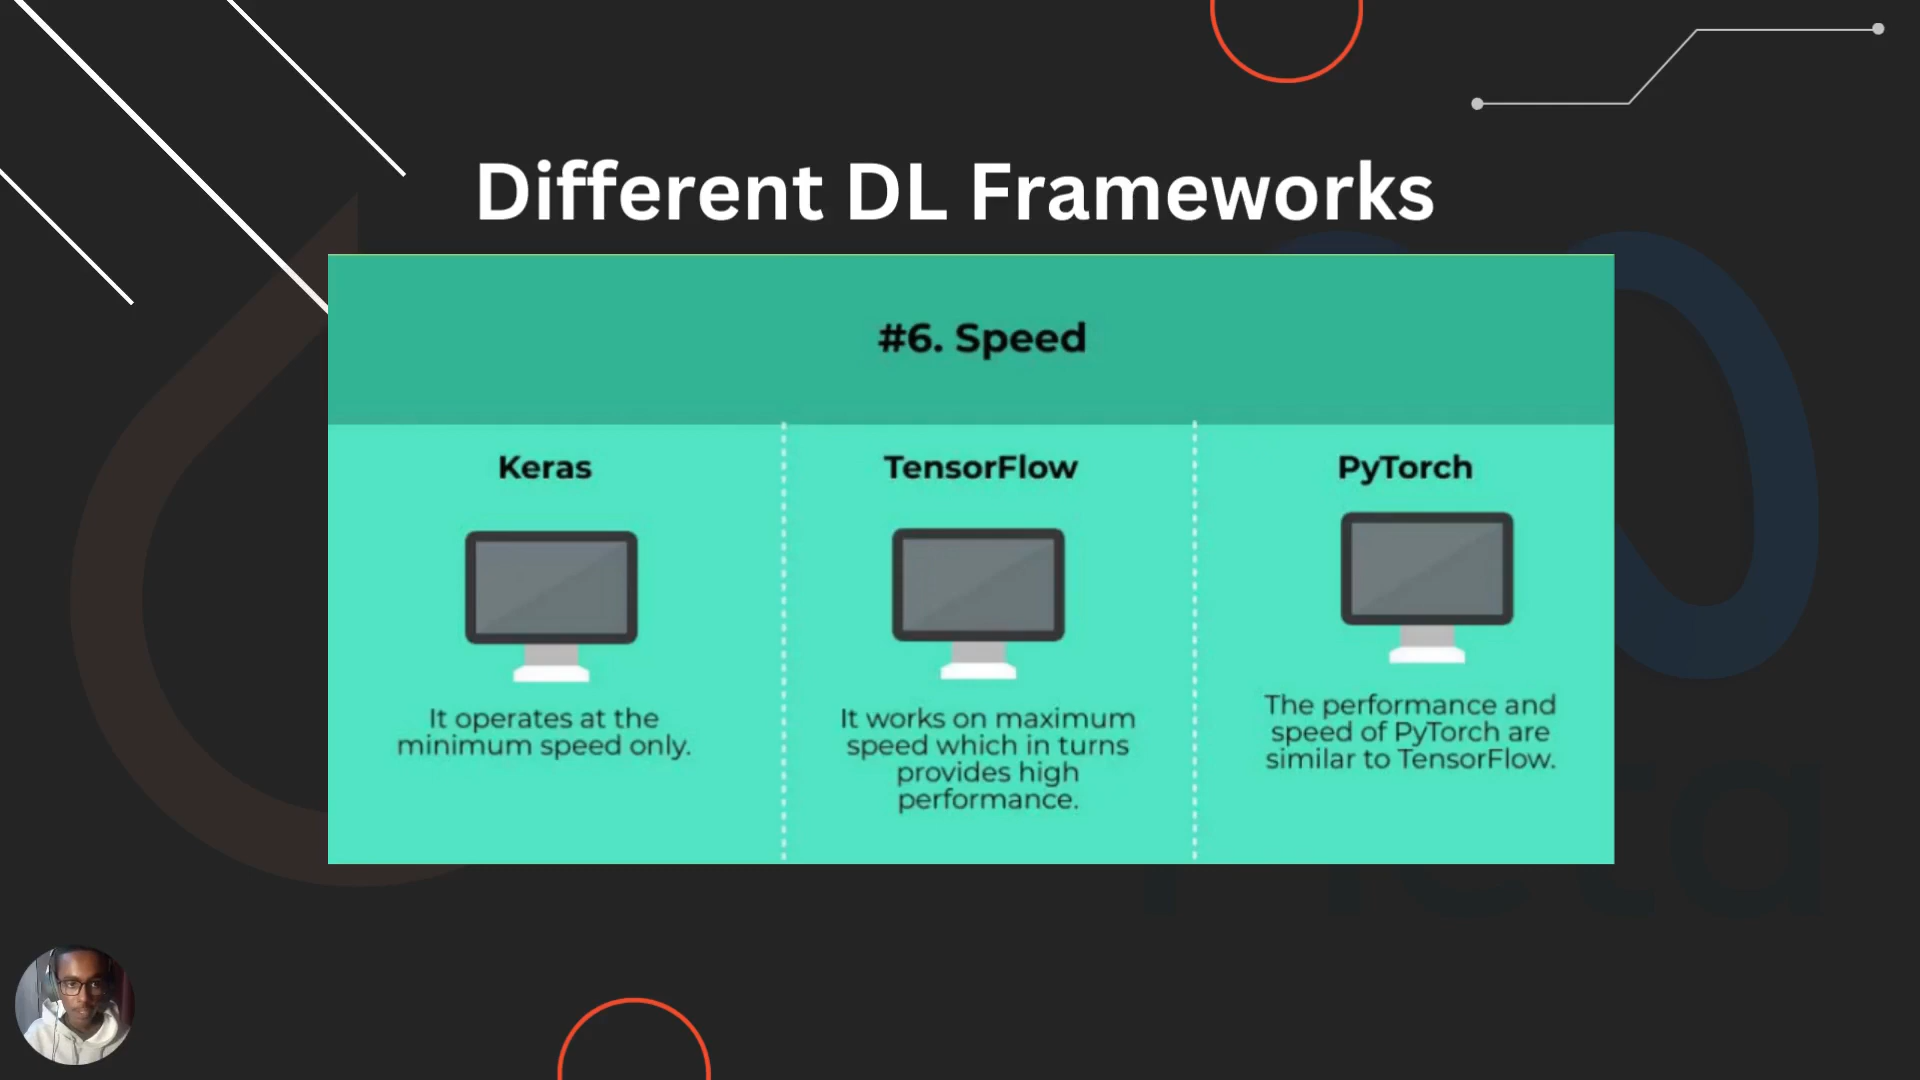 Different DL Frameworks
#6. Speed
Keras
It operates at the
minimum speed only.
TensorFlow
It works on maximum
speed which in turns
provides high
performance.
PyTorch
The performance and
speed of PyTorch are
similar to TensorFlow.